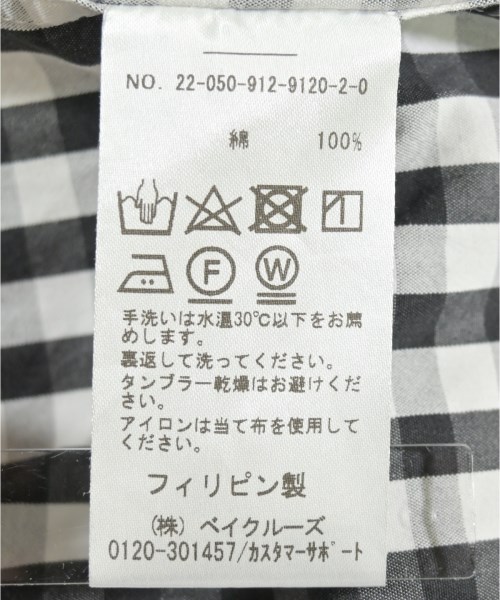 NO. 22-050-912-9120-2-0
綿 100%
F W
手洗いは水温30℃以下をお薦
めします。
裏返して洗ってください。
タンブラー乾燥はお避けくだ
さい。
アイロンは当て布を使用して
ください。
フィリピン製
(株) ベイクルーズ
0120-301457/カスタマーサポート